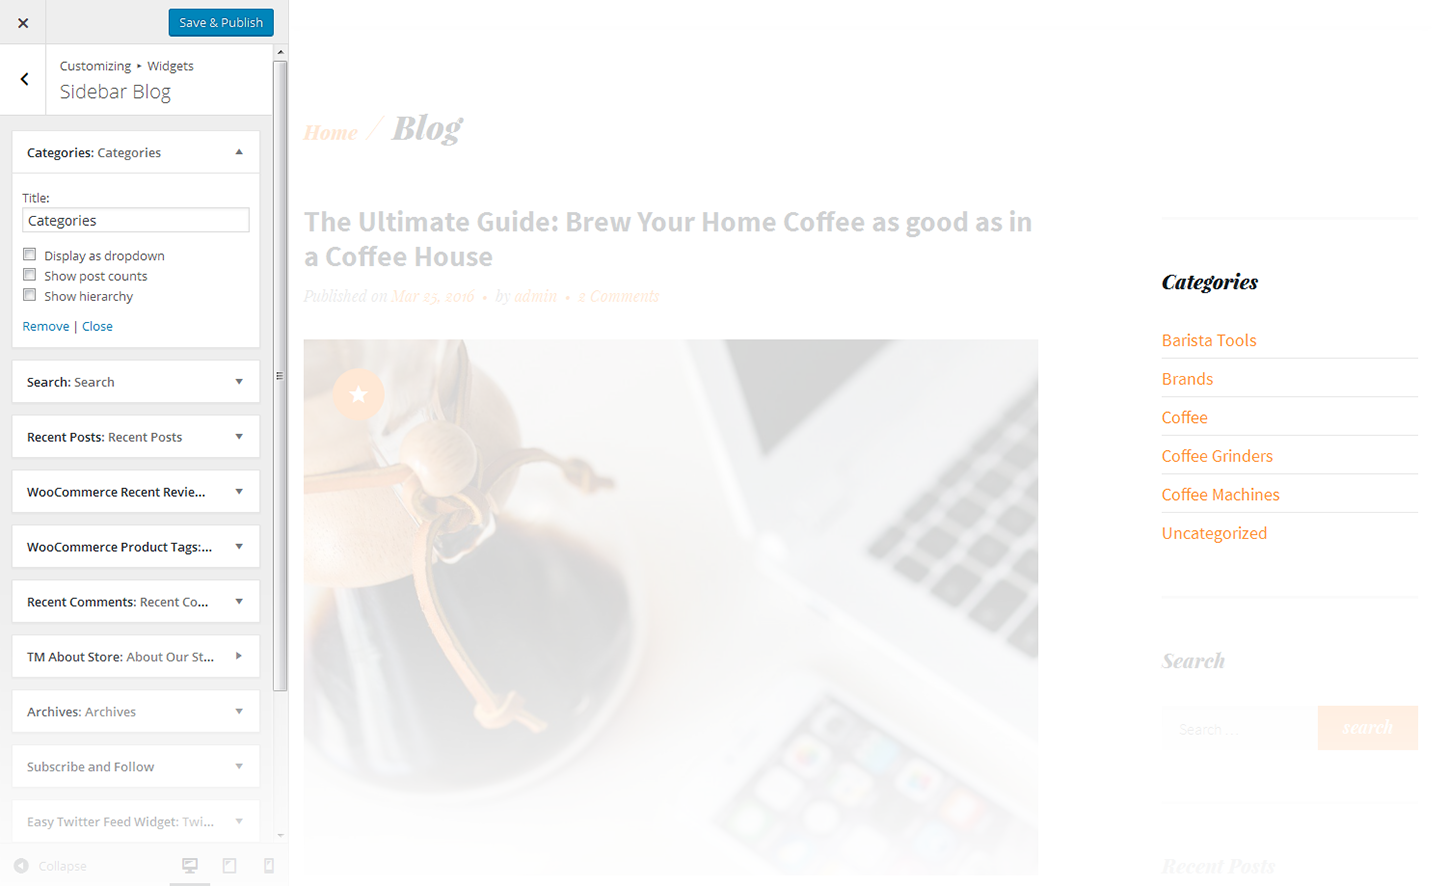 Save & Publish
Customizing ▸ Widgets
Sidebar Blog
Categories: Categories
Title:
Categories
Display as dropdown
Show post counts
Show hierarchy
Remove | Close
Search: Search
Recent Posts: Recent Posts
WooCommerce Recent Revie...
WooCommerce Product Tags:...
Recent Comments: Recent Co...
TM About Store: About Our St...
Archives: Archives
Subscribe and Follow
Easy Twitter Feed Widget: Twi...
Collapse
Home / Blog
The Ultimate Guide: Brew Your Home Coffee as good as in
a Coffee House
Published on Mar 25, 2016 • by admin • 2 Comments
Categories
Barista Tools
Brands
Coffee
Coffee Grinders
Coffee Machines
Uncategorized
Search
Search …
search
Recent Posts